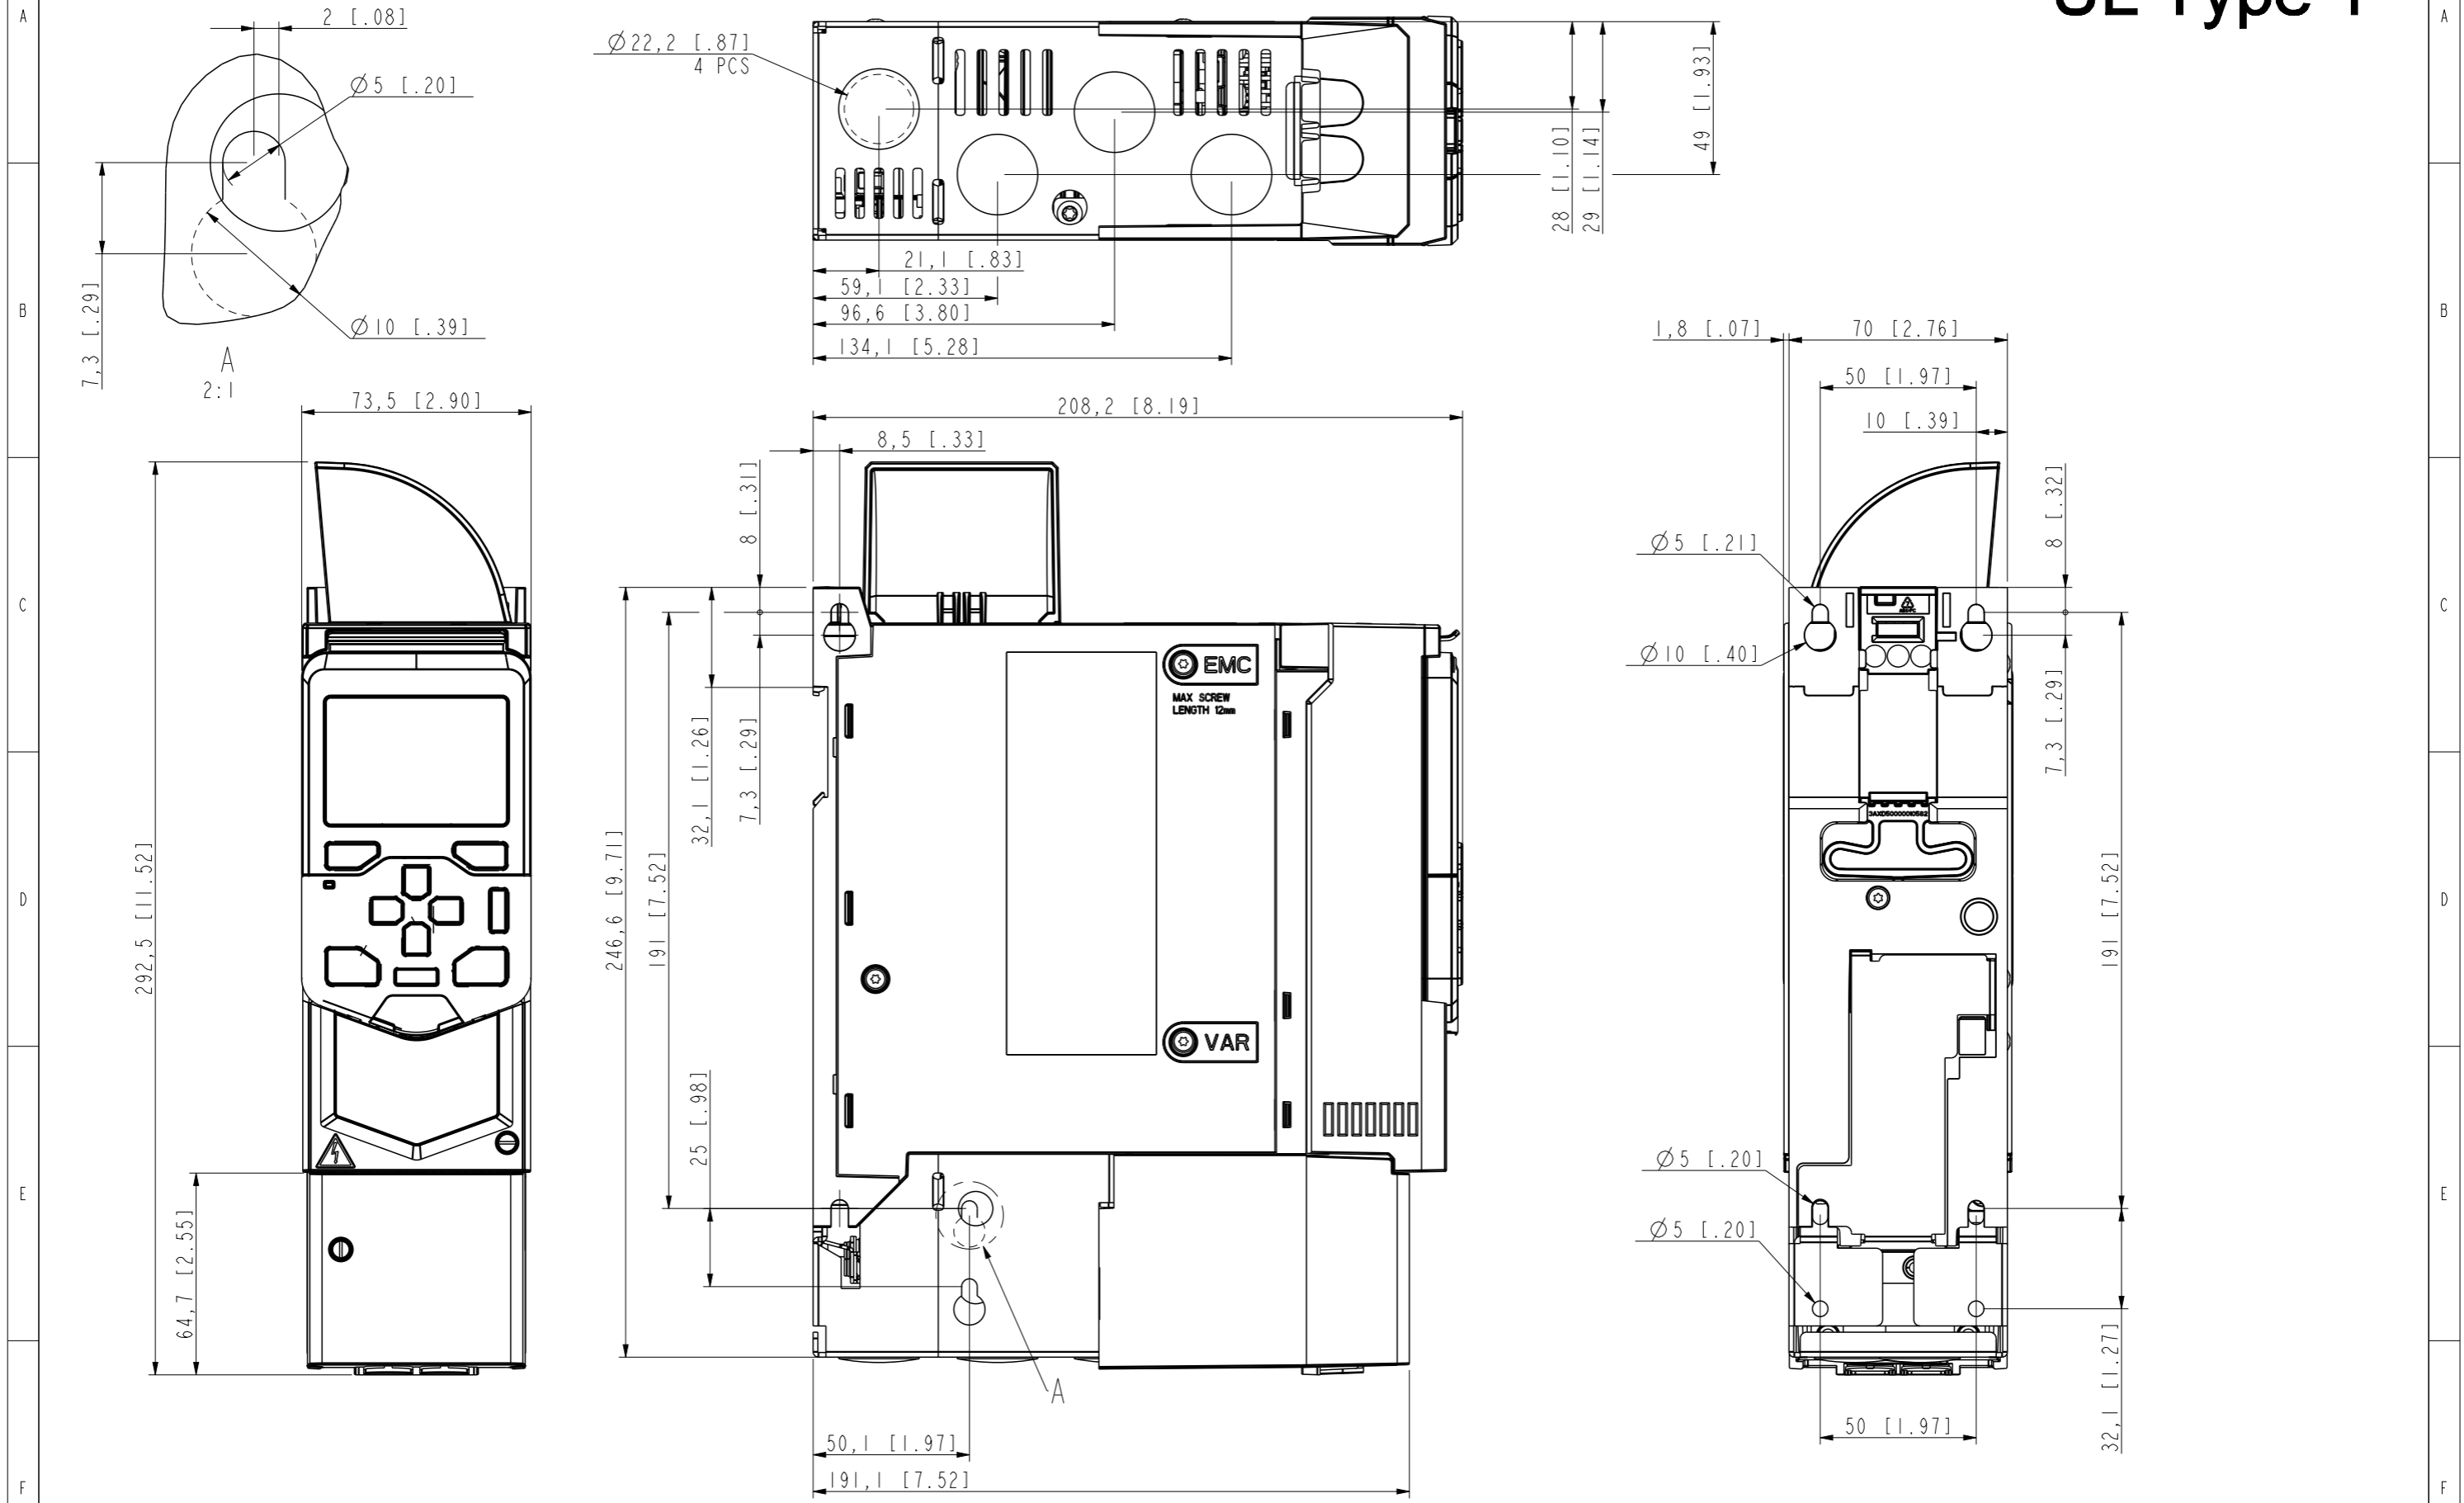 UL Type 1
A
A
2 [.08]
Ø5 [.20]
7,3 [.29]
Ø10 [.39]
A
2:1
Ø22,2 [.87]
4 PCS
28 [1.10]
29 [1.14]
49 [1.93]
21,1 [.83]
59,1 [2.33]
96,6 [3.80]
134,1 [5.28]
B
B
73,5 [2.90]
292,5 [11.52]
64,7 [2.55]
208,2 [8.19]
8,5 [.33]
8 [.31]
32,1 [1.26]
7,3 [.29]
246,6 [9.71]
191 [7.52]
25 [.98]
EMC
MAX SCREW
LENGTH 12mm
VAR
A
50,1 [1.97]
191,1 [7.52]
1,8 [.07]
70 [2.76]
50 [1.97]
10 [.39]
8 [.32]
Ø5 [.21]
Ø10 [.40]
7,3 [.29]
3AXD50000010562
191 [7.52]
Ø5 [.20]
Ø5 [.20]
32,1 [1.27]
50 [1.97]
C
C
D
D
E
E
F
F